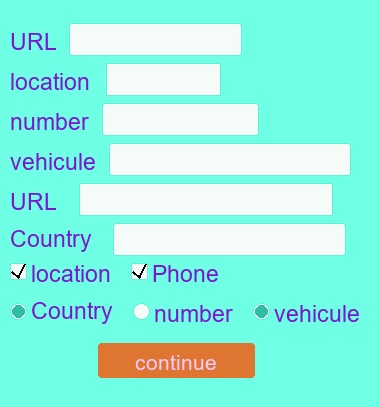 URL
location
number
vehicule
URL
Country
location Phone
Country number vehicule
continue